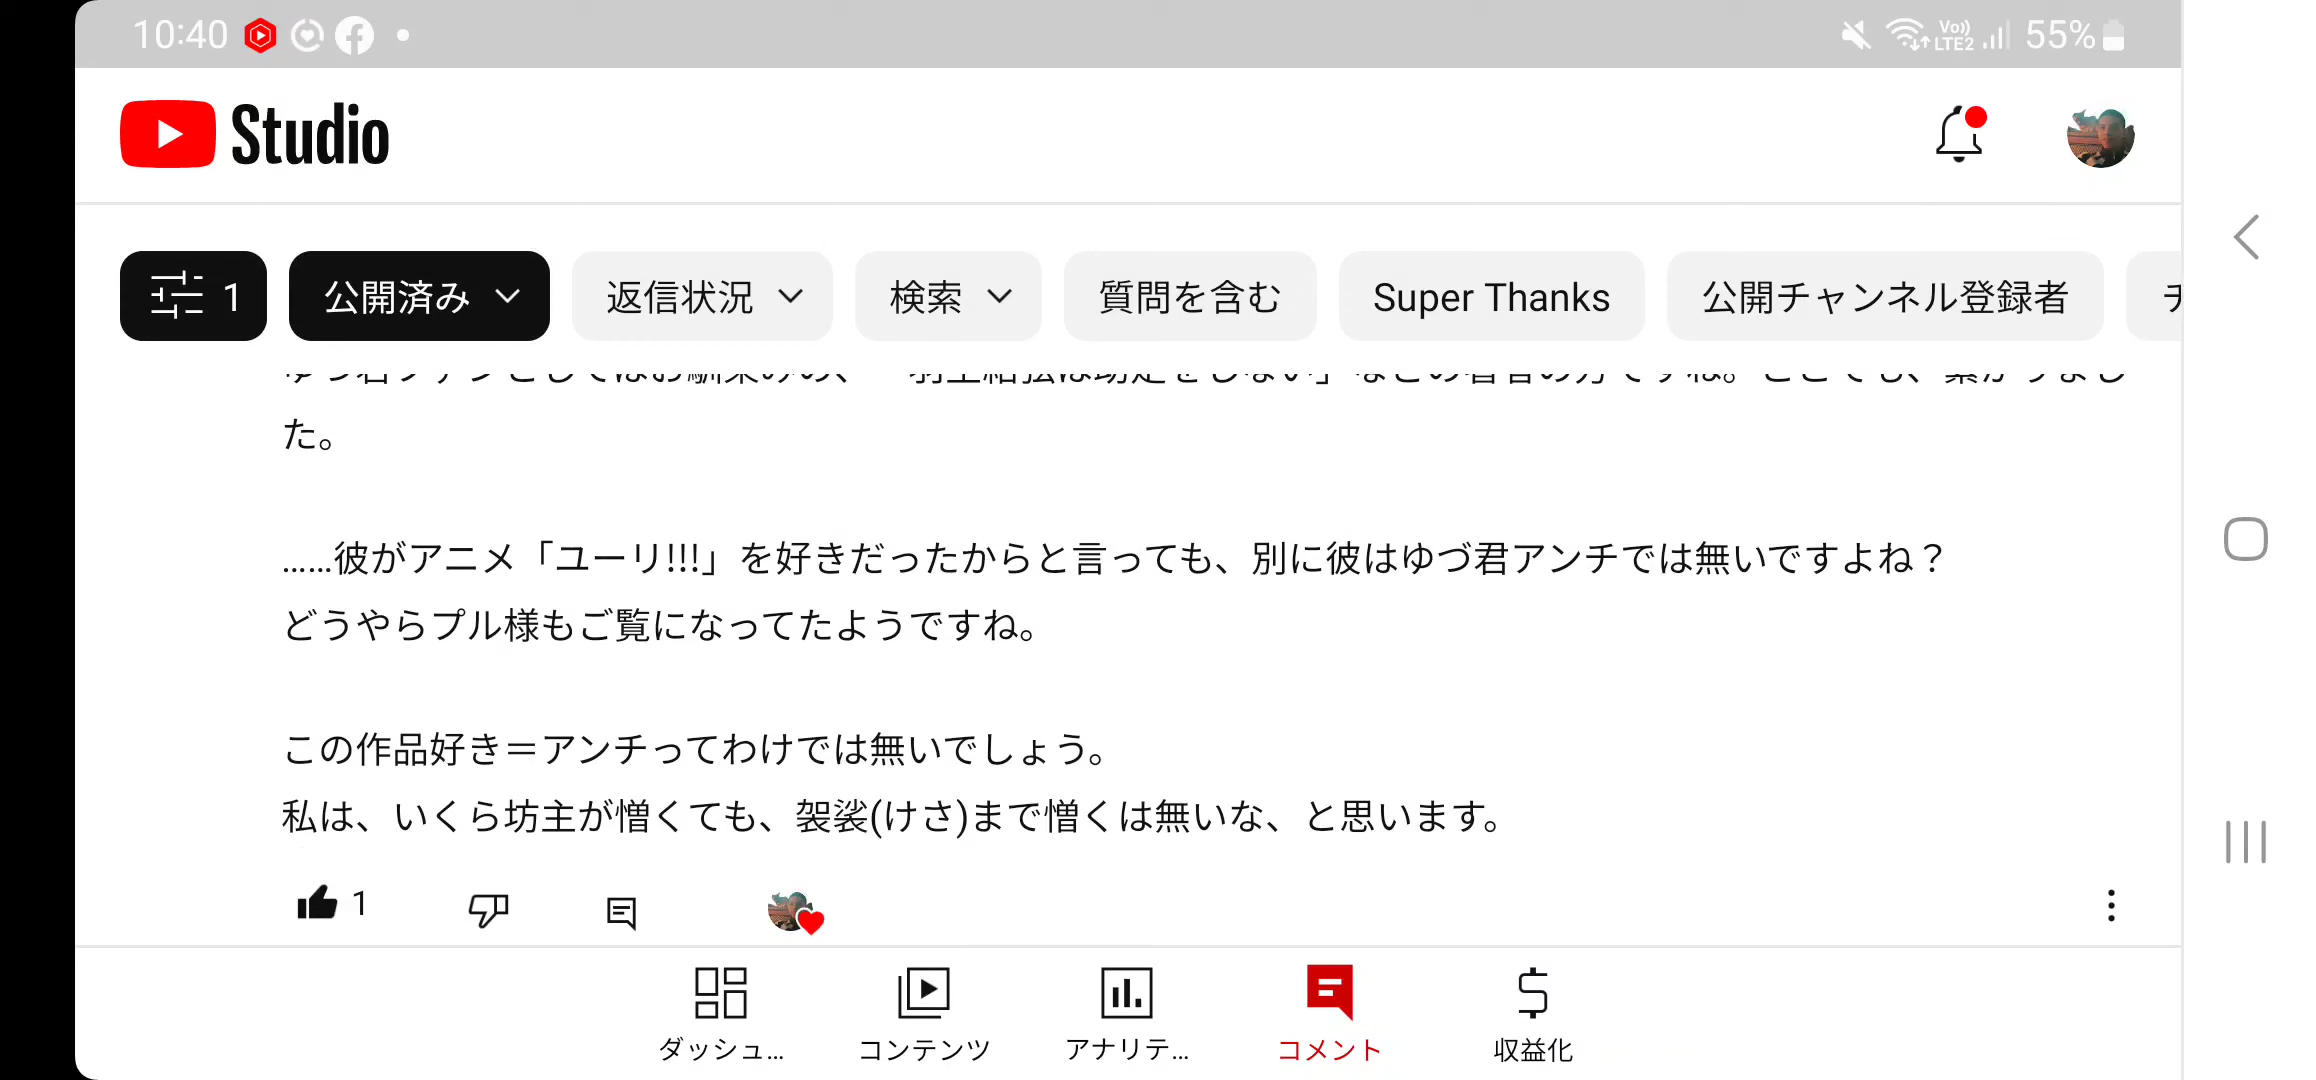 10:40
Vo)) LTE2 55%
Studio
1 公開済み 返信状況 検索 質問を含む Super Thanks 公開チャンネル登録者
た。
......彼がアニメ「ユーリ!!!」を好きだったからと言っても、別に彼はゆづ君アンチでは無いですよね？
どうやらプル様もご覧になってたようですね。
この作品好き＝アンチってわけでは無いでしょう。
私は、いくら坊主が憎くても、袈裟(けさ)まで憎くは無いな、と思います。
1
ダッシュ... コンテンツ アナリテ... コメント 収益化